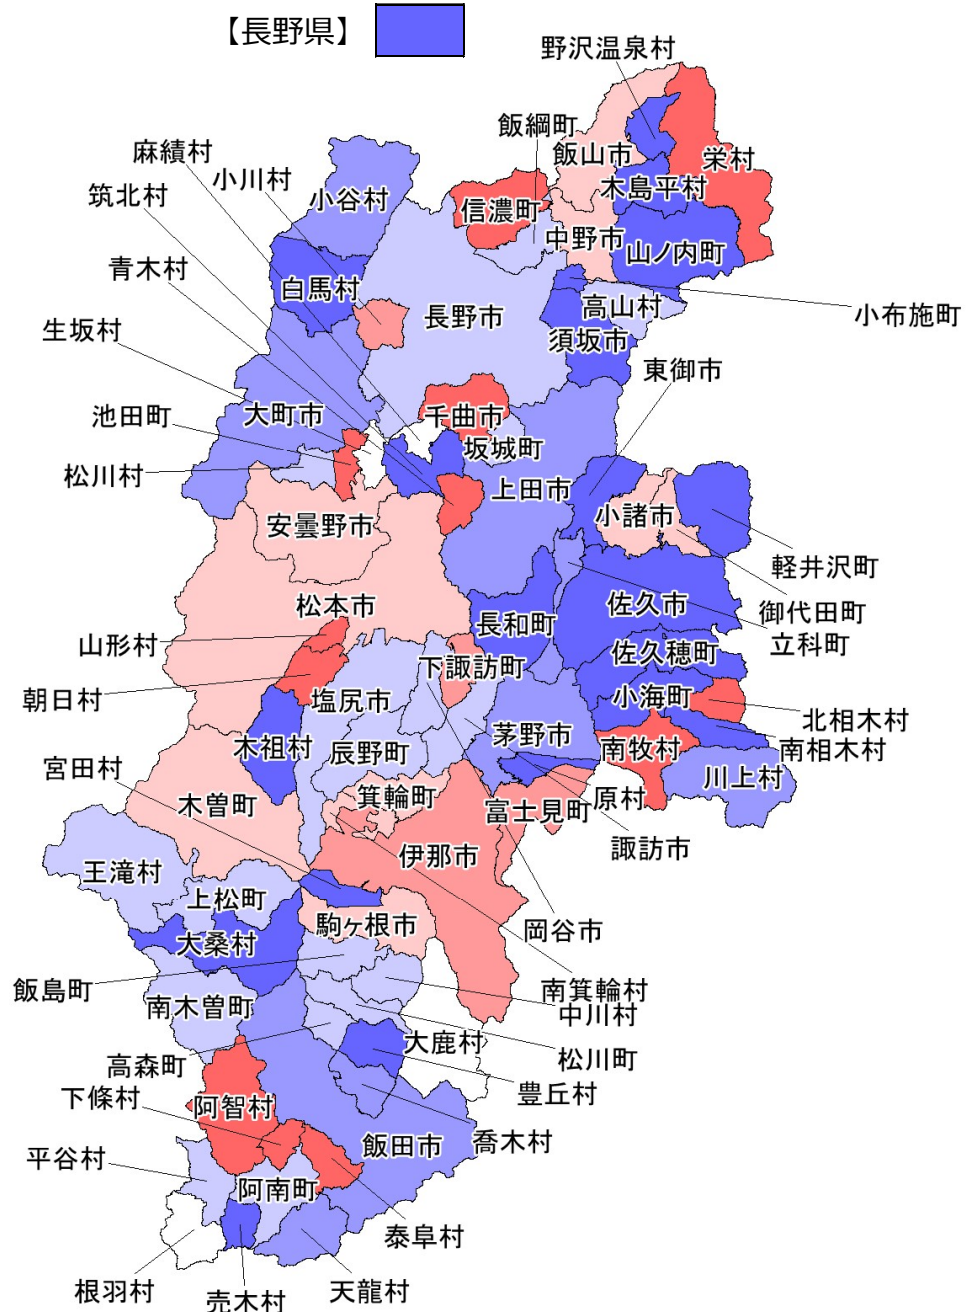 【長野県】
野沢温泉村
飯綱町
麻績村
飯山市
栄村
小川村
木島平村
筑北村
小谷村
信濃町
中野市
山ノ内町
青木村
白馬村
高山村
小布施町
長野市
生坂村
須坂市
東御市
池田町
大町市
千曲市
坂城町
松川村
上田市
安曇野市
小諸市
軽井沢町
松本市
佐久市
御代田町
長和町
立科町
山形村
佐久穂町
下諏訪町
朝日村
塩尻市
小海町
北相木村
木祖村
辰野町
茅野市
南牧村
南相木村
宮田村
川上村
木曽町
箕輪町
富士見町
原村
諏訪市
伊那市
王滝村
上松町
駒ヶ根市
岡谷市
大桑村
飯島町
南箕輪村
南木曽町
中川村
大鹿村
高森町
松川町
下條村
阿智村
豊丘村
飯田市
喬木村
平谷村
阿南町
泰阜村
根羽村
売木村
天龍村